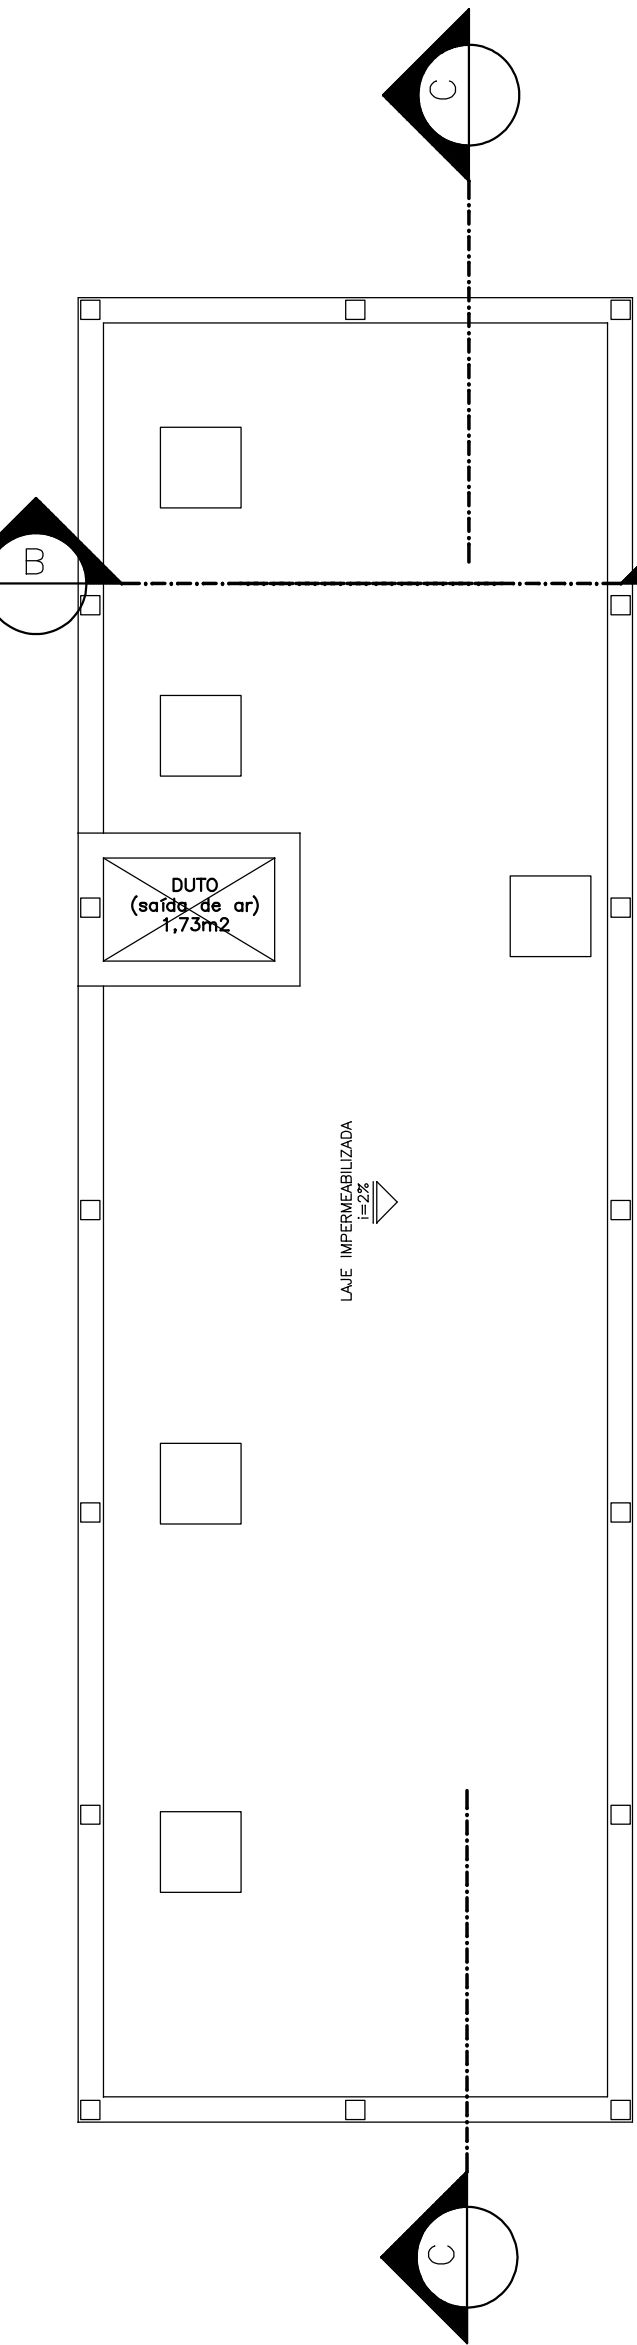 C
B
DUTO
(saída de ar)
1,73m2
LAJE IMPERMEABILIZADA
i=2%
C